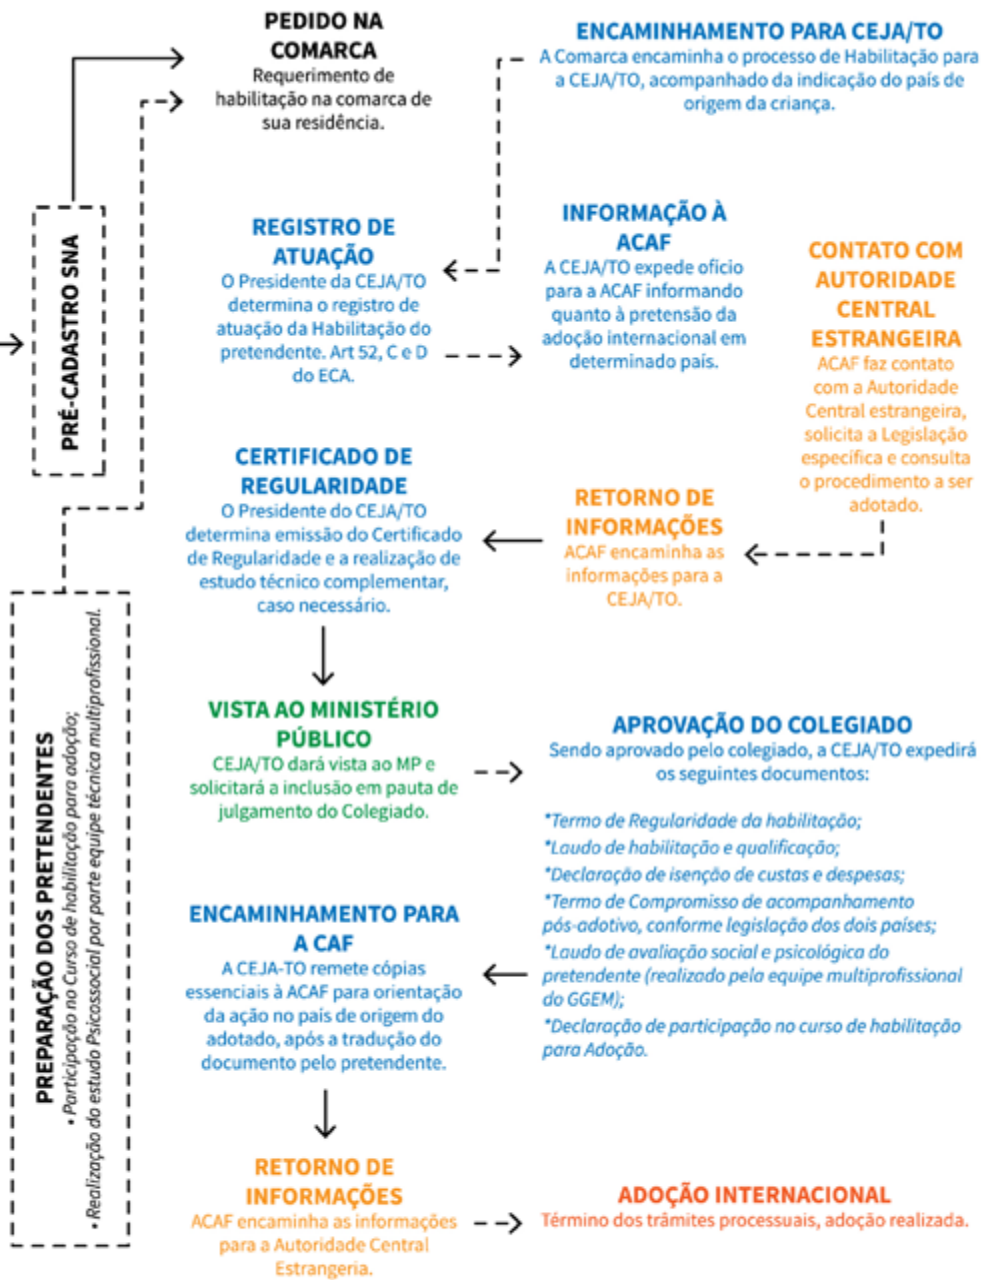 PEDIDO NA
COMARCA
Requerimento de
habilitação na comarca de
sua residência.
ENCAMINHAMENTO PARA CEJA/TO
A Comarca encaminha o processo de Habilitação para
a CEJA/TO, acompanhado da indicação do país de
origem da criança.
PRÉ-CADASTRO SNA
REGISTRO DE
ATUAÇÃO
O Presidente da CEJA/TO
determina o registro de
atuação da Habilitação do
pretendente. Art 52, C e D
do ECA.
INFORMAÇÃO À
ACAF
A CEJA/TO expede ofício
para a ACAF informando
quanto à pretensão da
adoção internacional em
determinado país.
CONTATO COM
AUTORIDADE
CENTRAL
ESTRANGEIRA
ACAF faz contato
com a Autoridade
Central estrangeira,
solicita a Legislação
específica e consulta
o procedimento a ser
adotado.
RETORNO DE
INFORMAÇÕES
ACAF encaminha as
informações para a
CEJA/TO.
CERTIFICADO DE
REGULARIDADE
O Presidente do CEJA/TO
determina emissão do Certificado
de Regularidade e a realização de
estudo técnico complementar,
caso necessário.
PREPARAÇÃO DOS PRETENDENTES
• Participação no Curso de habilitação para adoção;
• Realização do estudo Psicossocial por parte equipe técnica multiprofissional.
VISTA AO MINISTÉRIO
PÚBLICO
CEJA/TO dará vista ao MP e
solicitará a inclusão em pauta de
julgamento do Colegiado.
APROVAÇÃO DO COLEGIADO
Sendo aprovado pelo colegiado, a CEJA/TO expedirá
os seguintes documentos:
*Termo de Regularidade da habilitação;
*Laudo de habilitação e qualificação;
*Declaração de isenção de custas e despesas;
*Termo de Compromisso de acompanhamento
pós-adotivo, conforme legislação dos dois países;
*Laudo de avaliação social e psicológica do
pretendente (realizado pela equipe multiprofissional
do GGEM);
*Declaração de participação no curso de habilitação
para Adoção.
ENCAMINHAMENTO PARA
A CAF
A CEJA-TO remete cópias
essenciais à ACAF para orientação
da ação no país de origem do
adotado, após a tradução do
documento pelo pretendente.
RETORNO DE
INFORMAÇÕES
ACAF encaminha as informações
para a Autoridade Central
Estrangeria.
ADOÇÃO INTERNACIONAL
Término dos trâmites processuais, adoção realizada.